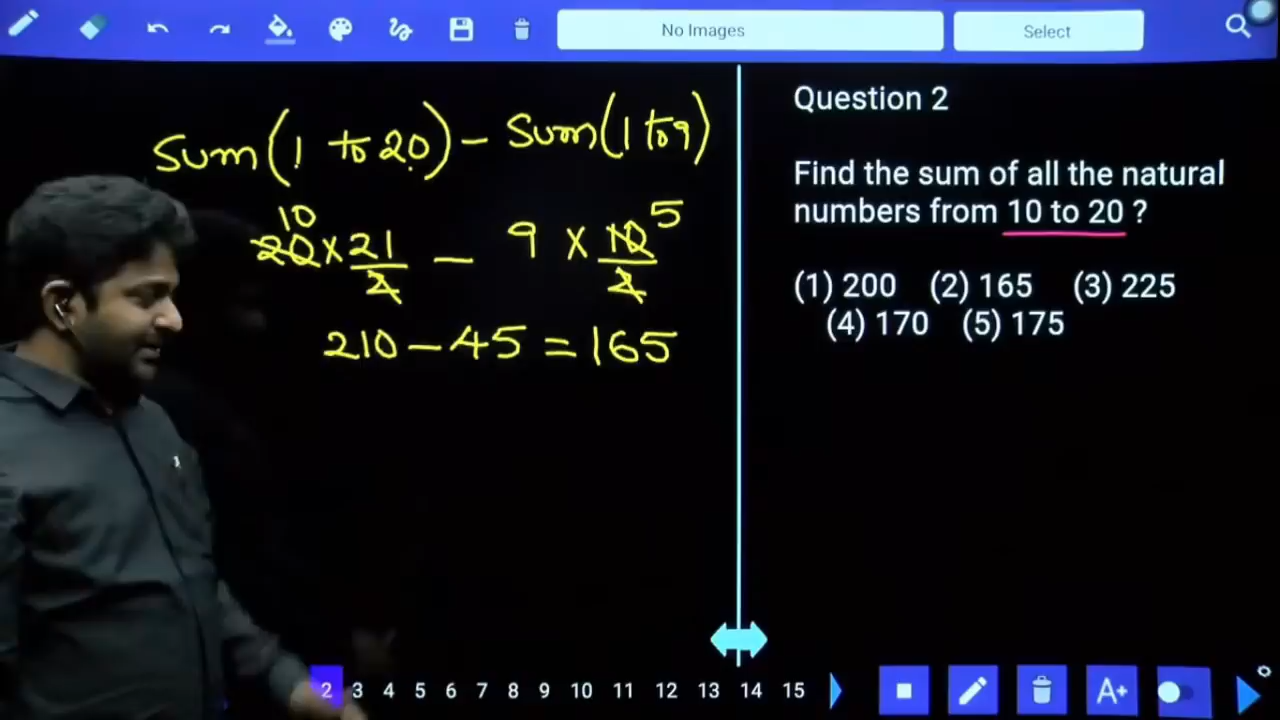 No Images
Select
Sum(1 to 20) - Sum(1 to 9)
10 5
20 × 21/2 - 9 × 10/2
210 - 45 = 165
Question 2
Find the sum of all the natural
numbers from 10 to 20 ?
(1) 200 (2) 165 (3) 225
(4) 170 (5) 175
2 3 4 5 6 7 8 9 10 11 12 13 14 15
A+